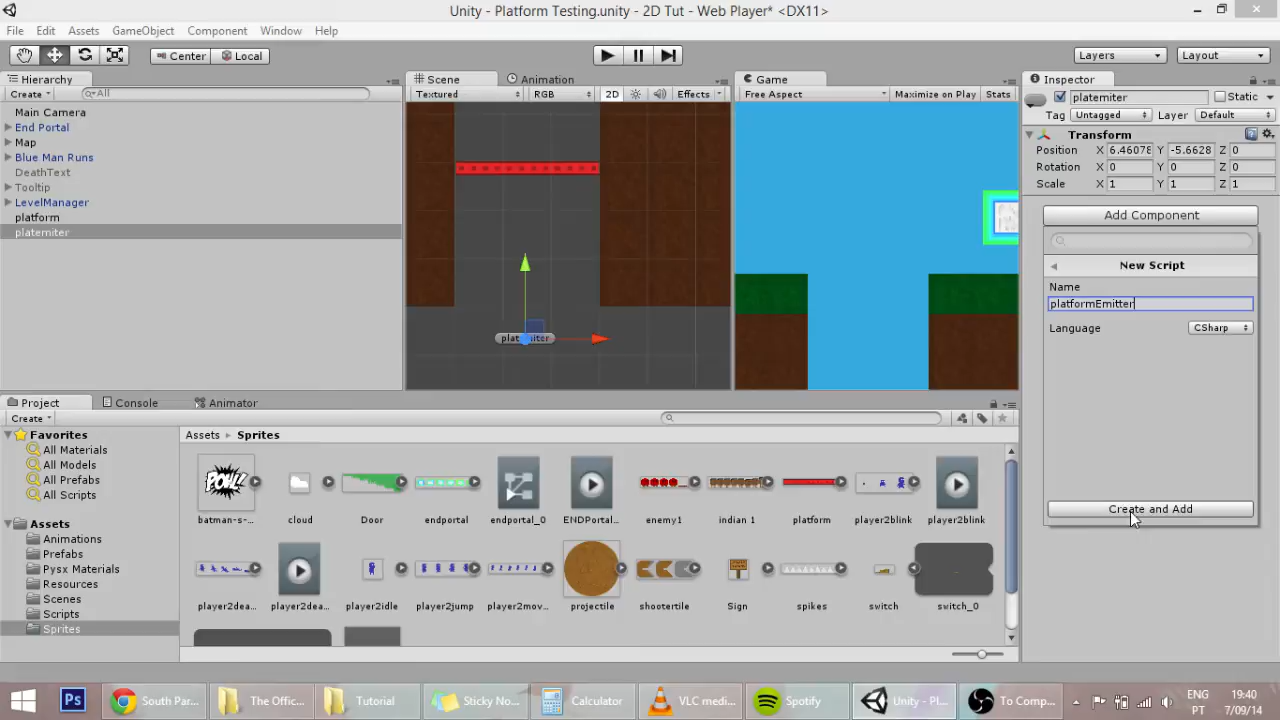 Unity - Platform Testing.unity - 2D Tut - Web Player* <DX11>
File Edit Assets GameObject Component Window Help
Center Local Layers Layout
Hierarchy
Create All
Main Camera
End Portal
Map
Blue Man Runs
DeathText
Tooltip
LevelManager
platform
platemiter
Scene Animation
Textured RGB 2D Effects
platemiter
Game
Free Aspect Maximize on Play Stats
Inspector
platemiter Static
Tag Untagged Layer Default
Transform
Position X 6.46078 Y -5.6628 Z 0
Rotation X 0 Y 0 Z 0
Scale X 1 Y 1 Z 1
Add Component
New Script
Name
platformEmitter
Language CSharp
Create and Add
Project Console Animator
Create
Favorites
All Materials
All Models
All Prefabs
All Scripts
Assets
Animations
Prefabs
Pysx Materials
Resources
Scenes
Scripts
Sprites
Assets Sprites
POW!
batman-s-... cloud Door endportal endportal_0 ENDPortal... enemy1 indian 1 platform player2blink player2blink
player2dea... player2dea... player2idle player2jump player2mov... projectile shootertile Sign spikes switch switch_0
Ps South Par... The Offic... Tutorial Sticky No... Calculator VLC medi... Spotify Unity - Pl... To Comp...
ENG 19:40
PT 7/09/14